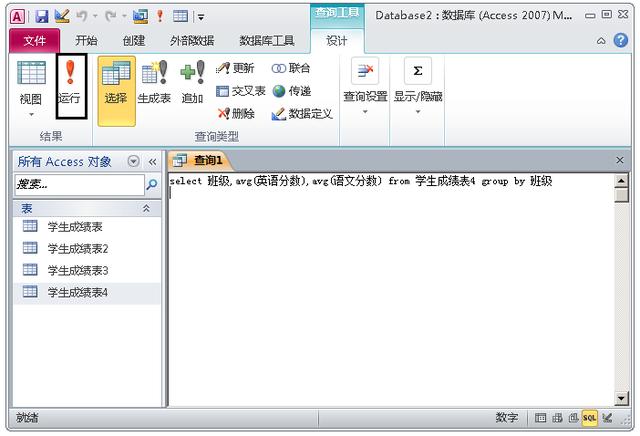 查询工具
Database2 : 数据库 (Access 2007) M...
文件 开始 创建 外部数据 数据库工具 设计
视图 运行 选择 生成表 追加 更新 交叉表 删除 联合 传递 数据定义 查询设置 显示/隐藏
结果 查询类型
所有 Access 对象
搜索...
表
学生成绩表
学生成绩表2
学生成绩表3
学生成绩表4
查询1
select 班级,avg(英语分数),avg(语文分数) from 学生成绩表4 group by 班级
就绪 数字 SQL